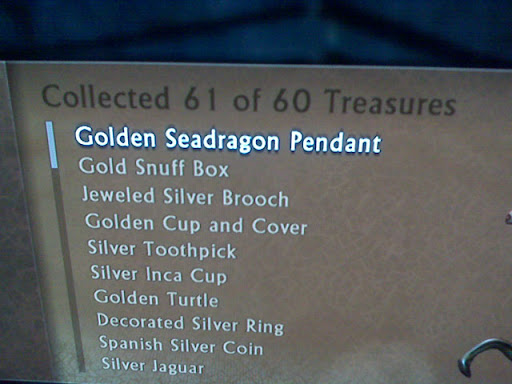 Collected 61 of 60 Treasures
Golden Seadragon Pendant
Gold Snuff Box
Jeweled Silver Brooch
Golden Cup and Cover
Silver Toothpick
Silver Inca Cup
Golden Turtle
Decorated Silver Ring
Spanish Silver Coin
Silver Jaguar